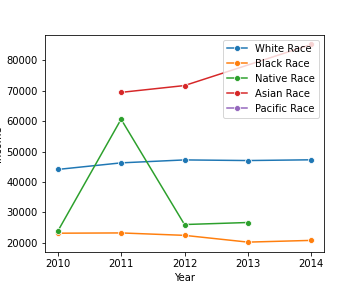 White Race
Black Race
Native Race
Asian Race
Pacific Race
80000
70000
60000
50000
40000
30000
20000
2010
2011
2012
2013
2014
Year